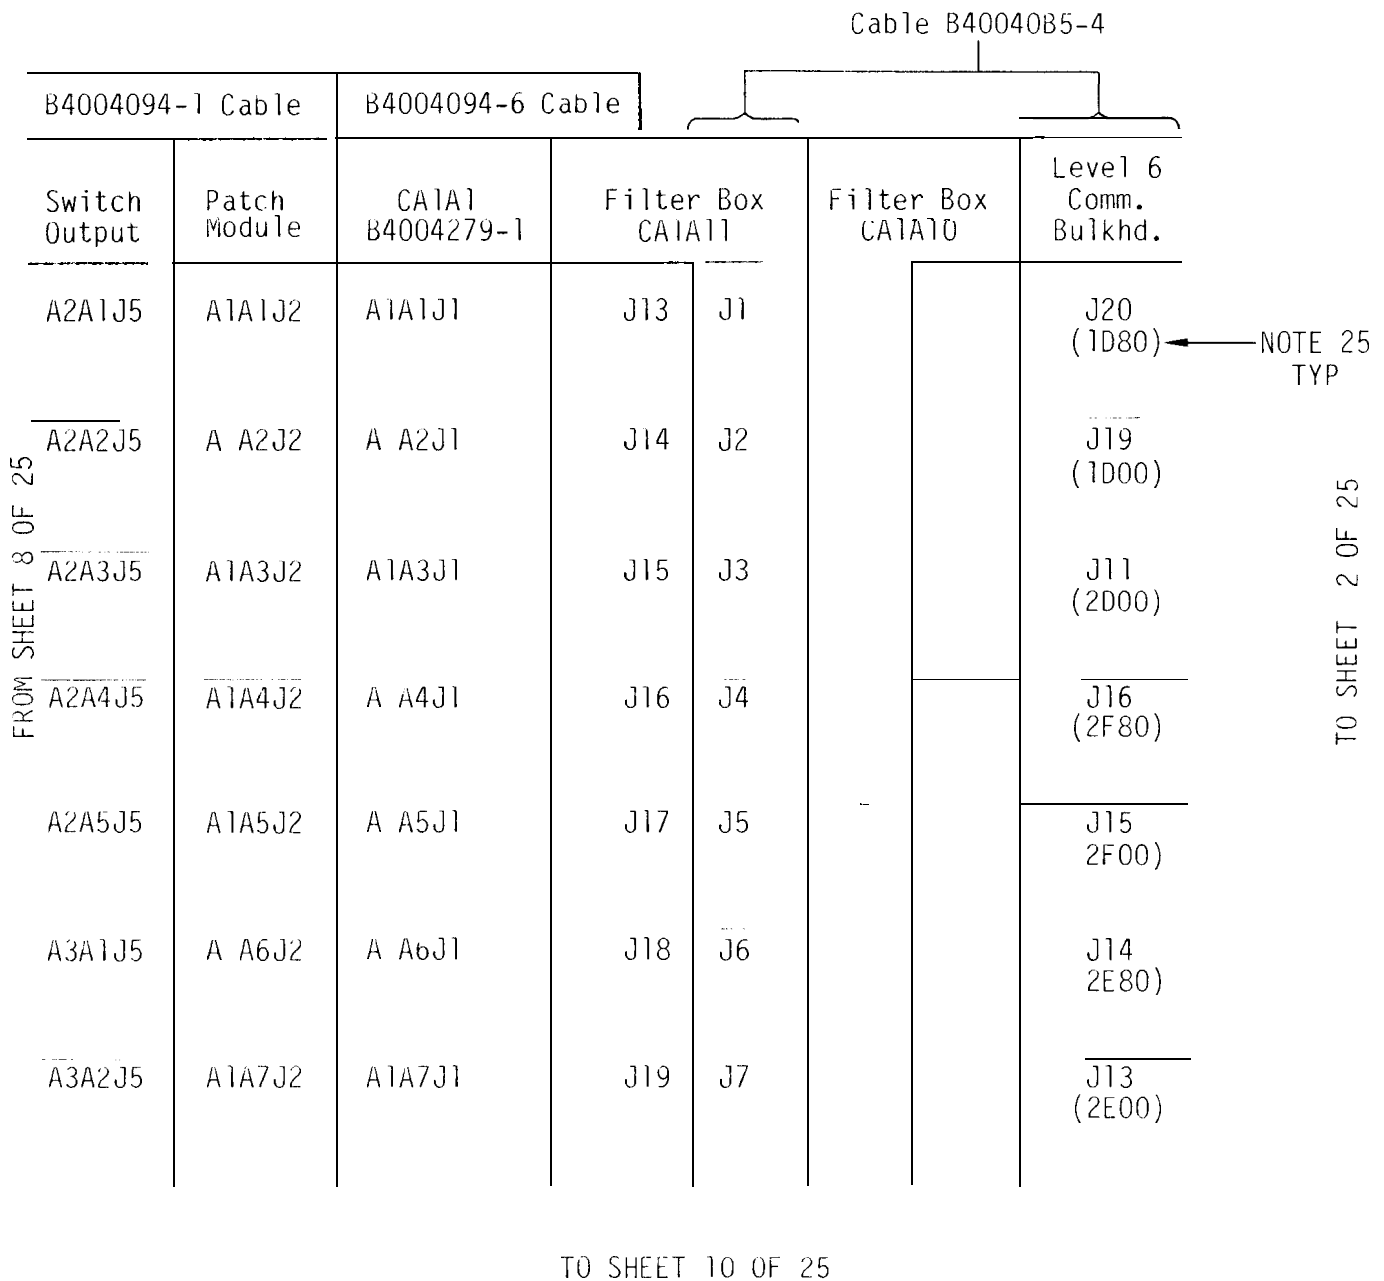 Cable B40040B5-4
B4004094-1 Cable B4004094-6 Cable
Switch Output Patch Module CA1A1 B4004279-1 Filter Box CA1A11 Filter Box CA1A10 Level 6 Comm. Bulkhd.
A2A1J5 A1A1J2 A1A1J1 J13 J1 J20
(1D80) NOTE 25
TYP
A2A2J5 A A2J2 A A2J1 J14 J2 J19
(1D00)
A2A3J5 A1A3J2 A1A3J1 J15 J3 J11
(2D00)
A2A4J5 A1A4J2 A A4J1 J16 J4 J16
(2F80)
A2A5J5 A1A5J2 A A5J1 J17 J5 J15
2F00)
A3A1J5 A A6J2 A A6J1 J18 J6 J14
2E80)
A3A2J5 A1A7J2 A1A7J1 J19 J7 J13
(2E00)
FROM SHEET 8 OF 25
TO SHEET 2 OF 25
TO SHEET 10 OF 25